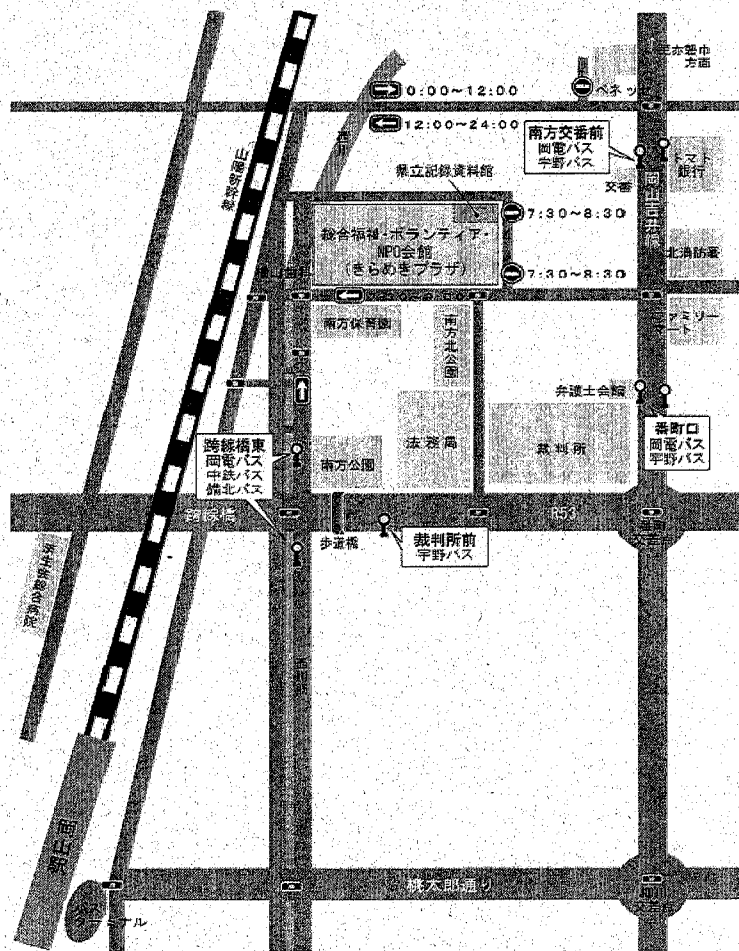 方面
0:00~12:00
12:00~24:00
南方交番前
岡電バス
宇野バス
トマト
銀行
交番
県立記録資料館
7:30~8:30
総合福祉・ボランティア・
NPO会館
(きらめきプラザ)
7:30~8:30
北消防署
ファミリー
マート
南方保育園
南方北公園
弁護士会館
番町口
岡電バス
宇野バス
跨線橋東
岡電バス
中鉄バス
備北バス
南方公園
法務局
裁判所
跨線橋
R53
歩道橋
裁判所前
宇野バス
交差点
西川
岡山駅
桃太郎通り